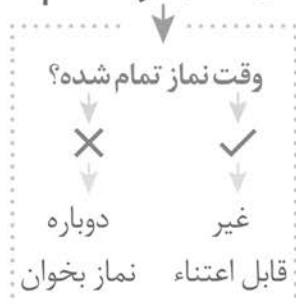 وقت نماز تمام شده؟
غیر دوباره
قابل اعتناء نماز بخوان